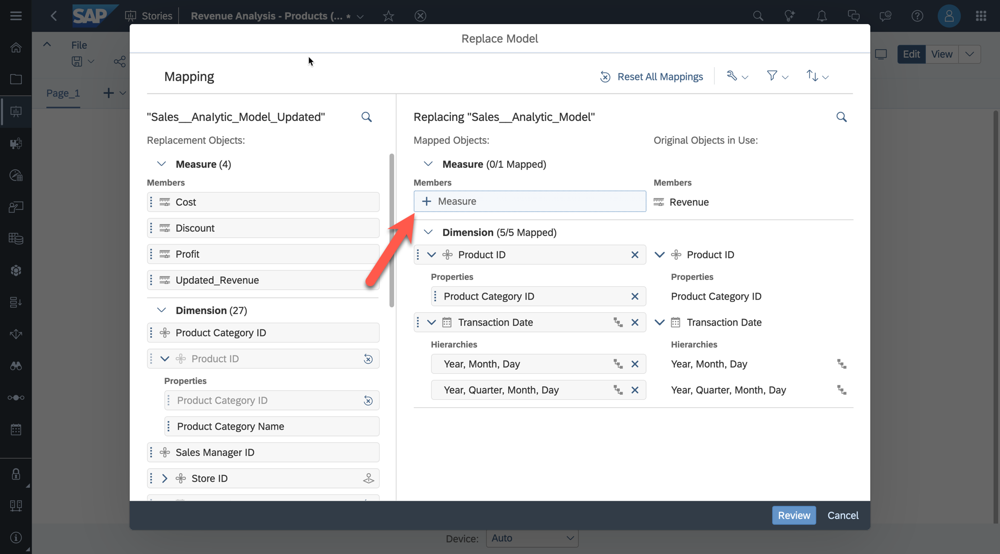 SAP
Stories
Revenue Analysis - Products (... *
Replace Model
File
Edit
View
Page_1
Mapping
Reset All Mappings
"Sales__Analytic_Model_Updated"
Replacement Objects:
Measure (4)
Members
Cost
Discount
Profit
Updated_Revenue
Dimension (27)
Product Category ID
Product ID
Properties
Product Category ID
Product Category Name
Sales Manager ID
Store ID
Replacing "Sales__Analytic_Model"
Mapped Objects:
Original Objects in Use:
Measure (0/1 Mapped)
Members
Members
+ Measure
Revenue
Dimension (5/5 Mapped)
Product ID
Product ID
Properties
Properties
Product Category ID
Product Category ID
Transaction Date
Transaction Date
Hierarchies
Hierarchies
Year, Month, Day
Year, Month, Day
Year, Quarter, Month, Day
Year, Quarter, Month, Day
Review
Cancel
Device:
Auto